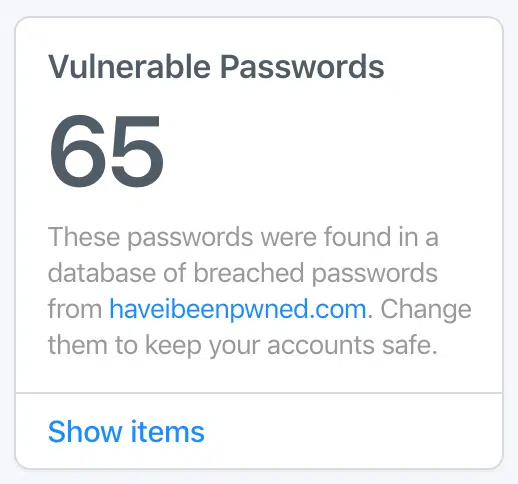 Vulnerable Passwords
65
These passwords were found in a
database of breached passwords
from haveibeenpwned.com. Change
them to keep your accounts safe.
Show items